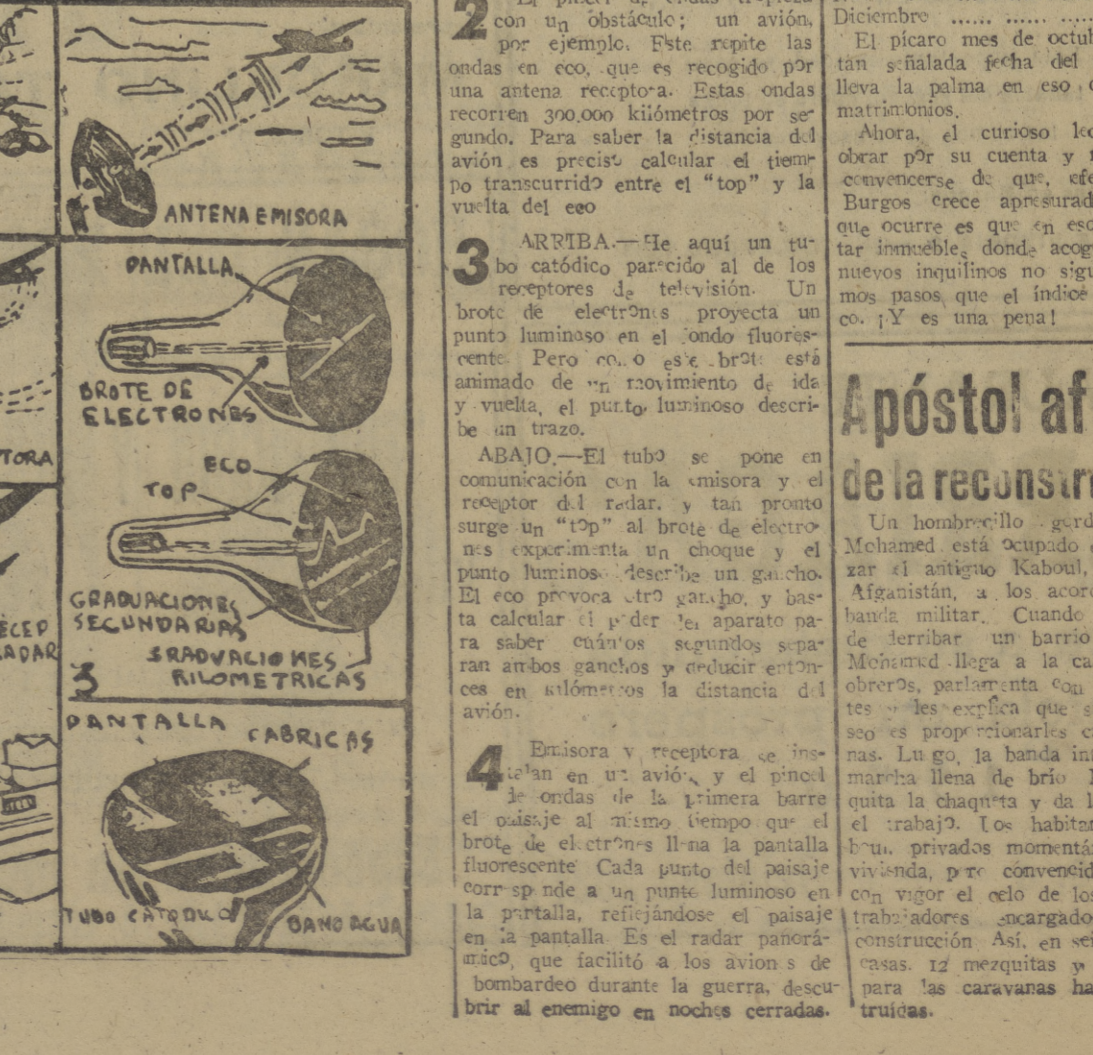 ANTENA EMISORA
PANTALLA
BROTE DE
ELECTRONES
ECO
TOP
GRADUACIONES
SECUNDARIAS
GRADUACIONES
KILOMETRICAS
3
TORA
ECEP
RADAR
PANTALLA
FABRICAS
TUBO CATODICO
BANO AGUA
2
con un obstáculo; un avión,
por ejemplo. Este repite las
ondas en eco, que es recogido por
una antena receptora. Estas ondas
recorren 300.000 kilómetros por se-
gundo. Para saber la distancia del
avión es preciso calcular el tiem-
po transcurrido entre el "top" y la
vuelta del eco
3 ARRIBA.—He aquí un tu-
bo catódico parecido al de los
receptores de televisión. Un
brote de electrones proyecta un
punto luminoso en el fondo fluores-
cente. Pero como este brote está
animado de un movimiento de ida
y vuelta, el punto luminoso descri-
be un trazo.
ABAJO.—El tubo se pone en
comunicación con la emisora y el
receptor del radar. y tan pronto
surge un "top" al brote de electro
nes experimenta un choque y el
punto luminoso describe un gancho.
El eco provoca otro gancho, y bas-
ta calcular el poder del aparato pa-
ra saber cuántos segundos sepa-
ran ambos ganchos y deducir enton-
ces en kilómetros la distancia del
avión.
4 Emisora y receptora se ins-
talan en un avión, y el pincel
de ondas de la primera barre
el paisaje al mismo tiempo que el
brote de electrones llena la pantalla
fluorescente Cada punto del paisaje
corresponde a un punto luminoso en
la pantalla, reflejándose el paisaje
en la pantalla Es el radar panorá-
mico, que facilitó a los aviones de
bombardeo durante la guerra, descu-
brir al enemigo en noches cerradas.
Diciembre ...... ...... .....
El pícaro mes de octub
tan señalada fecha del
lleva la palma en eso
matrimonios.
Ahora, el curioso lec
obrar por su cuenta y
convencerse de que, efe
Burgos crece apresurad
que ocurre es que en esc
tar inmuebles donde acog
nuevos inquilinos no sigu
mos pasos, que el índice
co. ¡Y es una pena!
Apóstol af
de la reconstr
Un hombrecillo gord
Mohamed está ocupado
zar el antiguo Kaboul,
Afganistán, a los acord
banda militar. Cuando
de derribar un barrio
Mohamed llega a la ca
obreros, parlamenta con
tes y les explica que s
seo es proporcionarles c
nas. Luego, la banda in
marcha llena de brío
quita la chaqueta y da l
el trabajo. Los habitan
privados momentá
vivienda, pero convencid
con vigor el celo de los
trabajadores encargado
construcción Así, en sei
casas. 12 mezquitas y
para las caravanas ha
truídas.